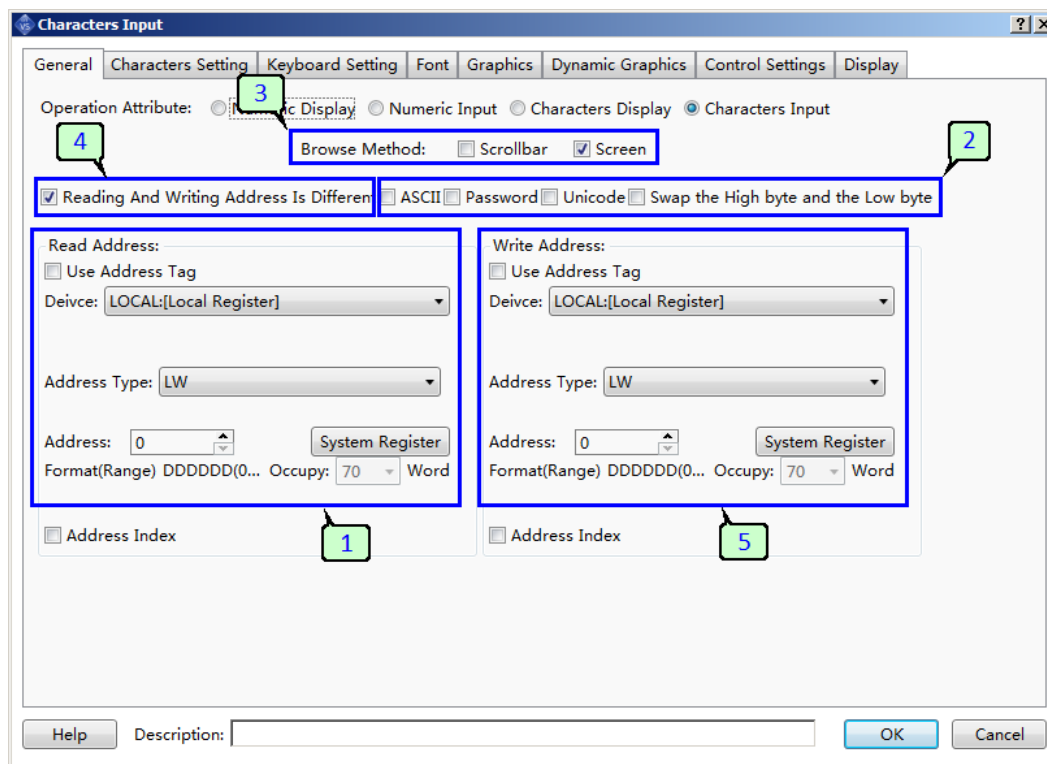 VS Characters Input ? X
General Characters Setting Keyboard Setting Font Graphics Dynamic Graphics Control Settings Display
3
Operation Attribute: Display Numeric Input Characters Display Characters Input
4 2
Browse Method: Scrollbar Screen
Reading And Writing Address Is Differen ASCII Password Unicode Swap the High byte and the Low byte
Read Address: Write Address:
Use Address Tag Use Address Tag
Deivce: LOCAL:[Local Register] Deivce: LOCAL:[Local Register]
Address Type: LW Address Type: LW
Address: 0 System Register Address: 0 System Register
Format(Range) DDDDDD(0... Occupy: 70 Word Format(Range) DDDDDD(0... Occupy: 70 Word
Address Index 1 Address Index 5
Help Description: OK Cancel